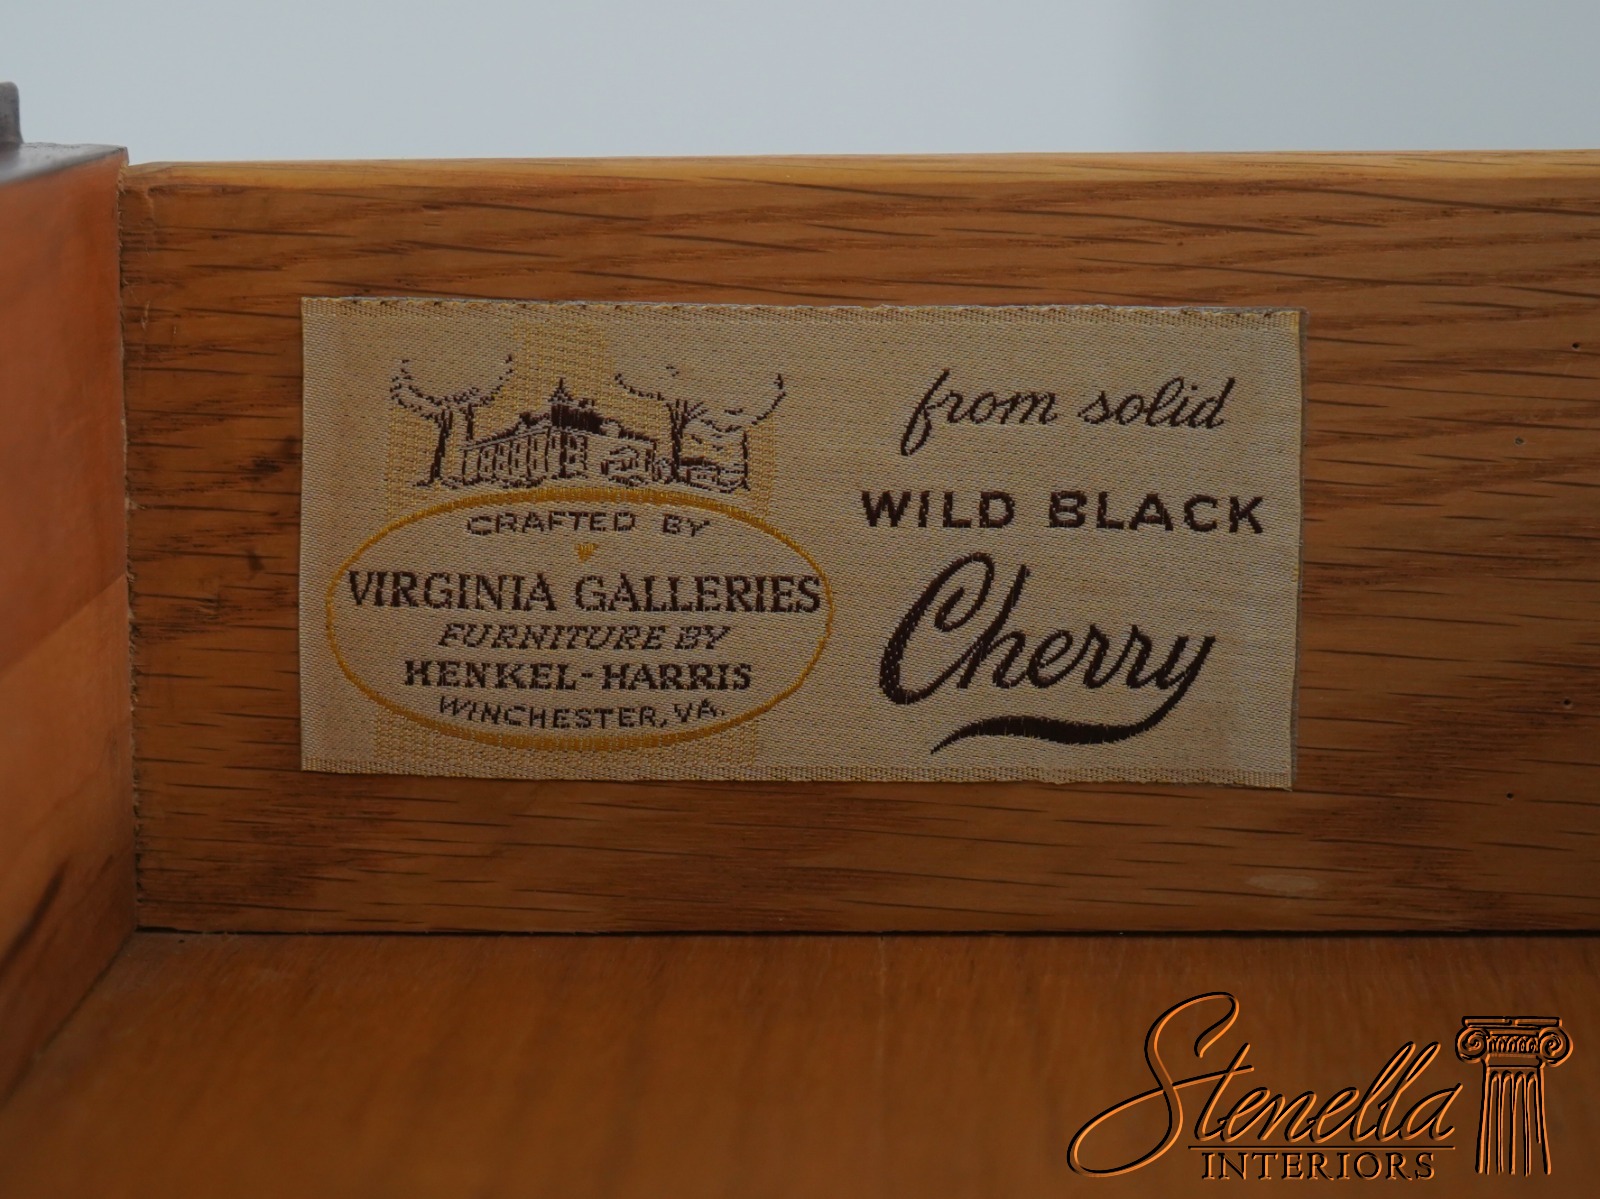 CRAFTED BY
VIRGINIA GALLERIES
FURNITURE BY
HENKEL-HARRIS
WINCHESTER, VA.
from solid
WILD BLACK
Cherry
Stenella
INTERIORS